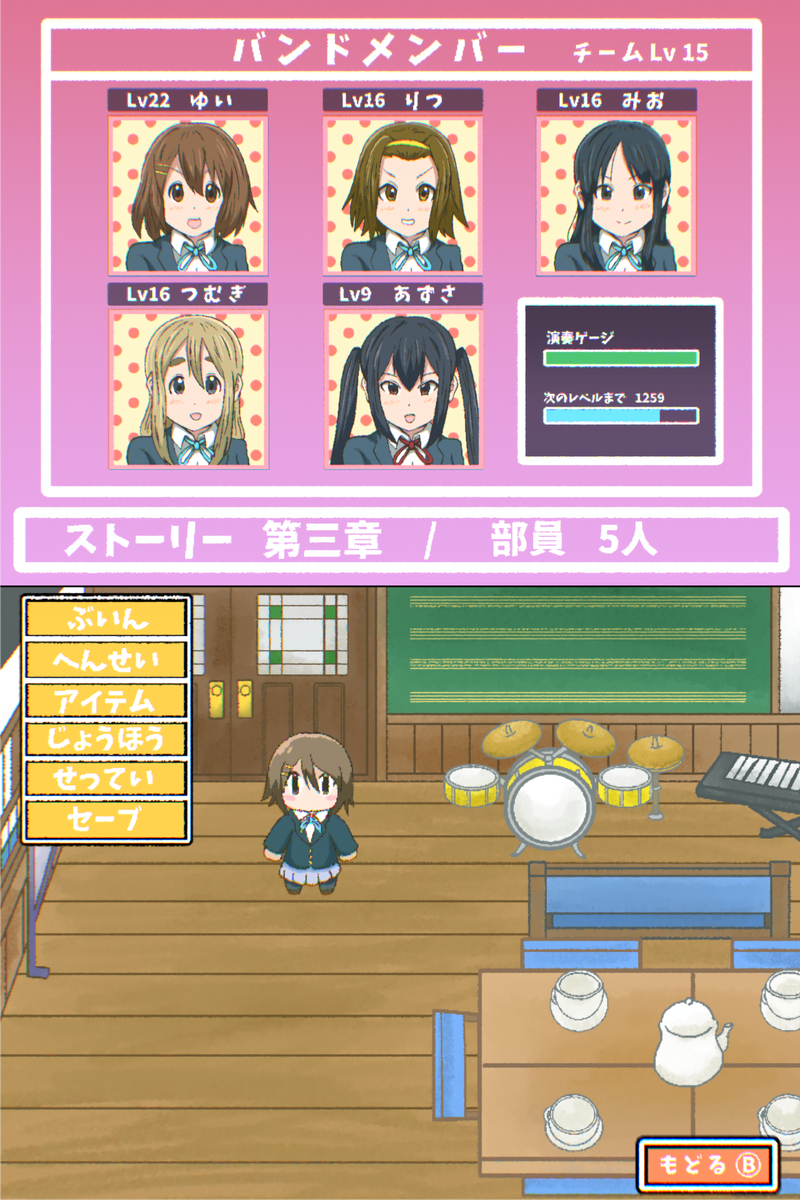 バンドメンバー チームLv 15
Lv22 ゆい
Lv16 りつ
Lv16 みお
Lv16 つむぎ
Lv9 あずさ
演奏ゲージ
次のレベルまで 1259
ストーリー 第三章 / 部員 5人
ぶいん
へんせい
アイテム
じょうほう
せってい
セーブ
もどる Ⓑ